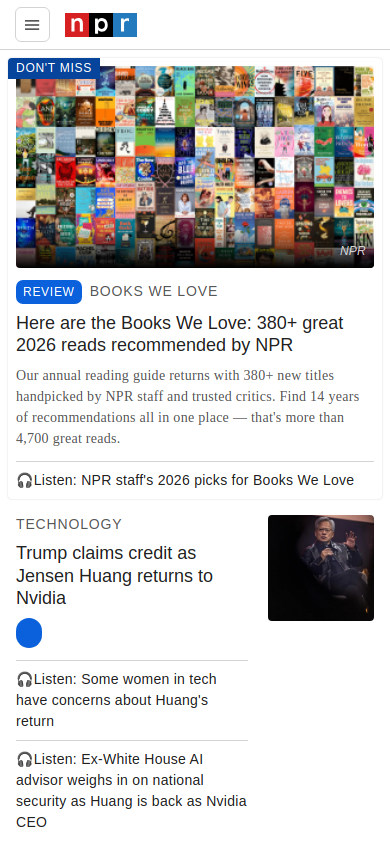 npr
DON'T MISS
NPR
REVIEW BOOKS WE LOVE
Here are the Books We Love: 380+ great
2026 reads recommended by NPR
Our annual reading guide returns with 380+ new titles
handpicked by NPR staff and trusted critics. Find 14 years
of recommendations all in one place — that's more than
4,700 great reads.
🎧Listen: NPR staff's 2026 picks for Books We Love
TECHNOLOGY
Trump claims credit as
Jensen Huang returns to
Nvidia
🎧Listen: Some women in tech
have concerns about Huang's
return
🎧Listen: Ex-White House AI
advisor weighs in on national
security as Huang is back as Nvidia
CEO